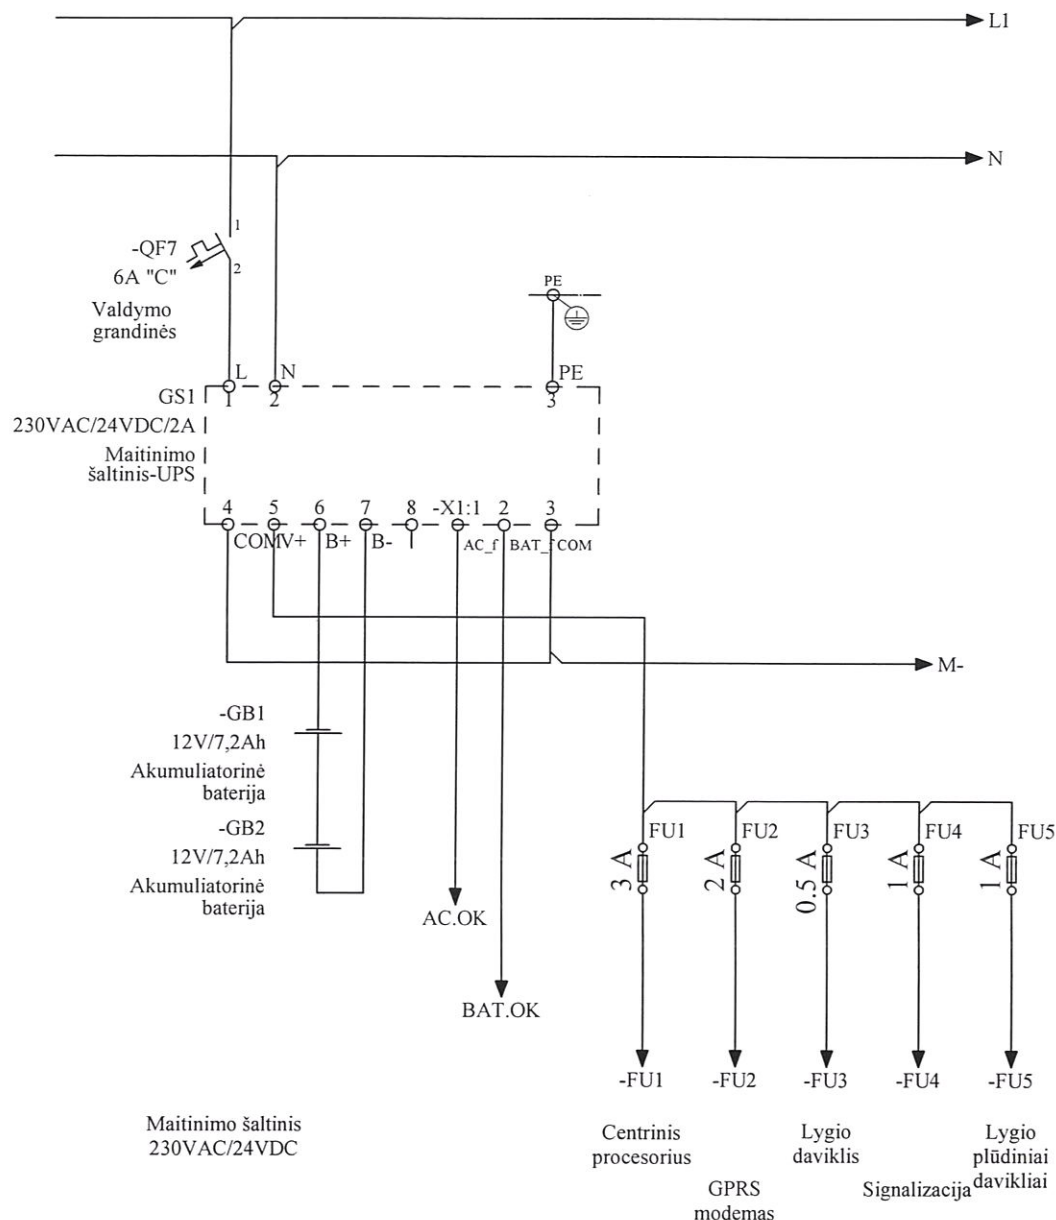 L1
N
1
-QF7
2
6A "C"
Valdymo
grandinės
PE
L
N
PE
GS1
1
2
3
230VAC/24VDC/2A
Maitinimo
šaltinis-UPS
4
5
6
7
8
-X1:1
2
3
COM
V+
B+
B-
AC_f
BAT_f
COM
M-
-GB1
12V/7,2Ah
Akumuliatorinė
baterija
-GB2
12V/7,2Ah
Akumuliatorinė
baterija
FU1
FU2
FU3
FU4
FU5
3 A
2 A
0.5 A
1 A
1 A
AC.OK
BAT.OK
-FU1
-FU2
-FU3
-FU4
-FU5
Maitinimo šaltinis
230VAC/24VDC
Centrinis
procesorius
GPRS
modemas
Lygio
daviklis
Signalizacija
Lygio
plūdiniai
davikliai